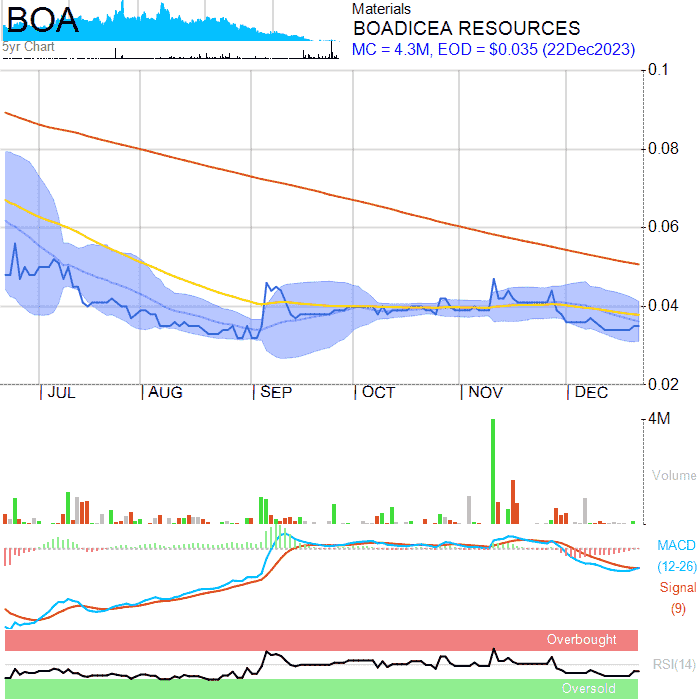 BOA
5yr Chart
Materials
BOADICEA RESOURCES
MC = 4.3M, EOD = $0.035 (22Dec2023)
0.1
0.08
0.06
0.04
0.02
JUL AUG SEP OCT NOV DEC
4M
Volume
MACD
(12-26)
Signal
(9)
Overbought
RSI(14)
Oversold